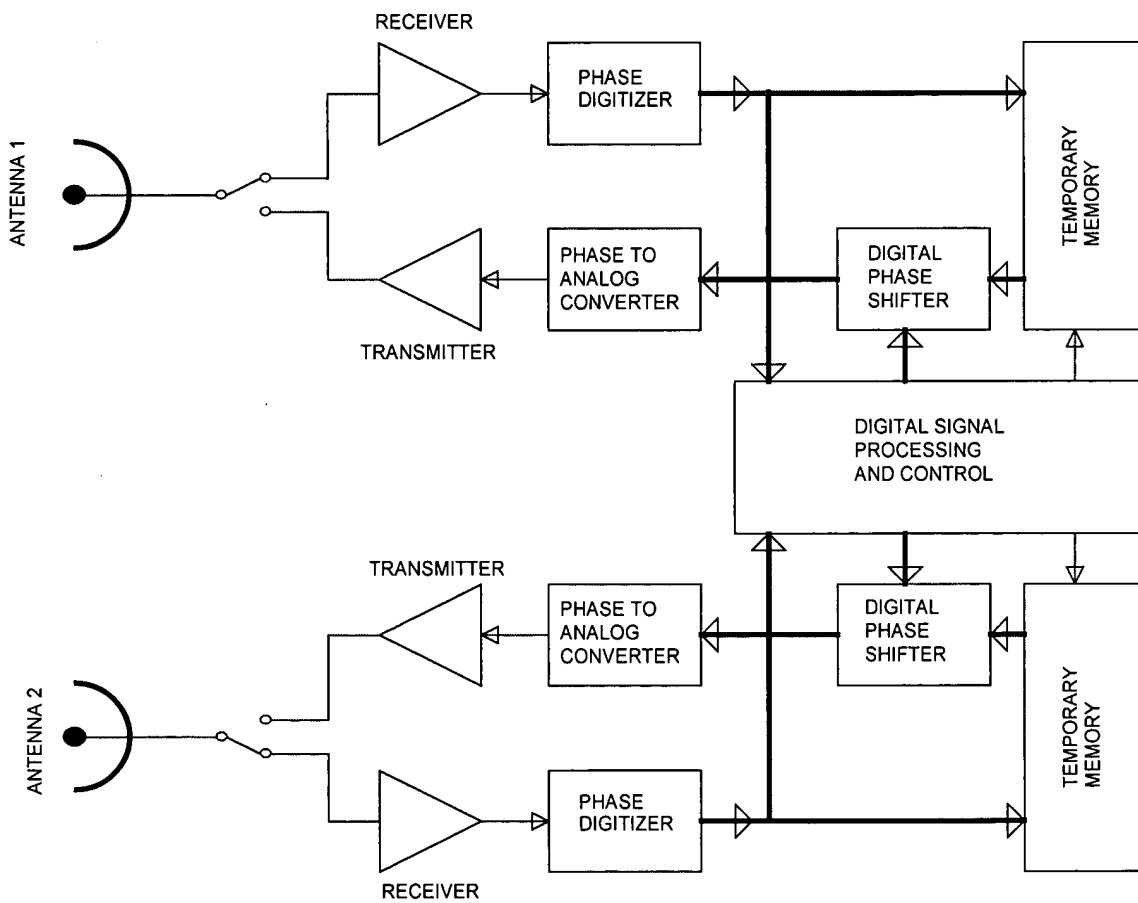 RECEIVER
PHASE
DIGITIZER
ANTENNA 1
TEMPORARY
MEMORY
PHASE TO
ANALOG
CONVERTER
DIGITAL
PHASE
SHIFTER
TRANSMITTER
DIGITAL SIGNAL
PROCESSING
AND CONTROL
TRANSMITTER
PHASE TO
ANALOG
CONVERTER
DIGITAL
PHASE
SHIFTER
ANTENNA 2
TEMPORARY
MEMORY
PHASE
DIGITIZER
RECEIVER